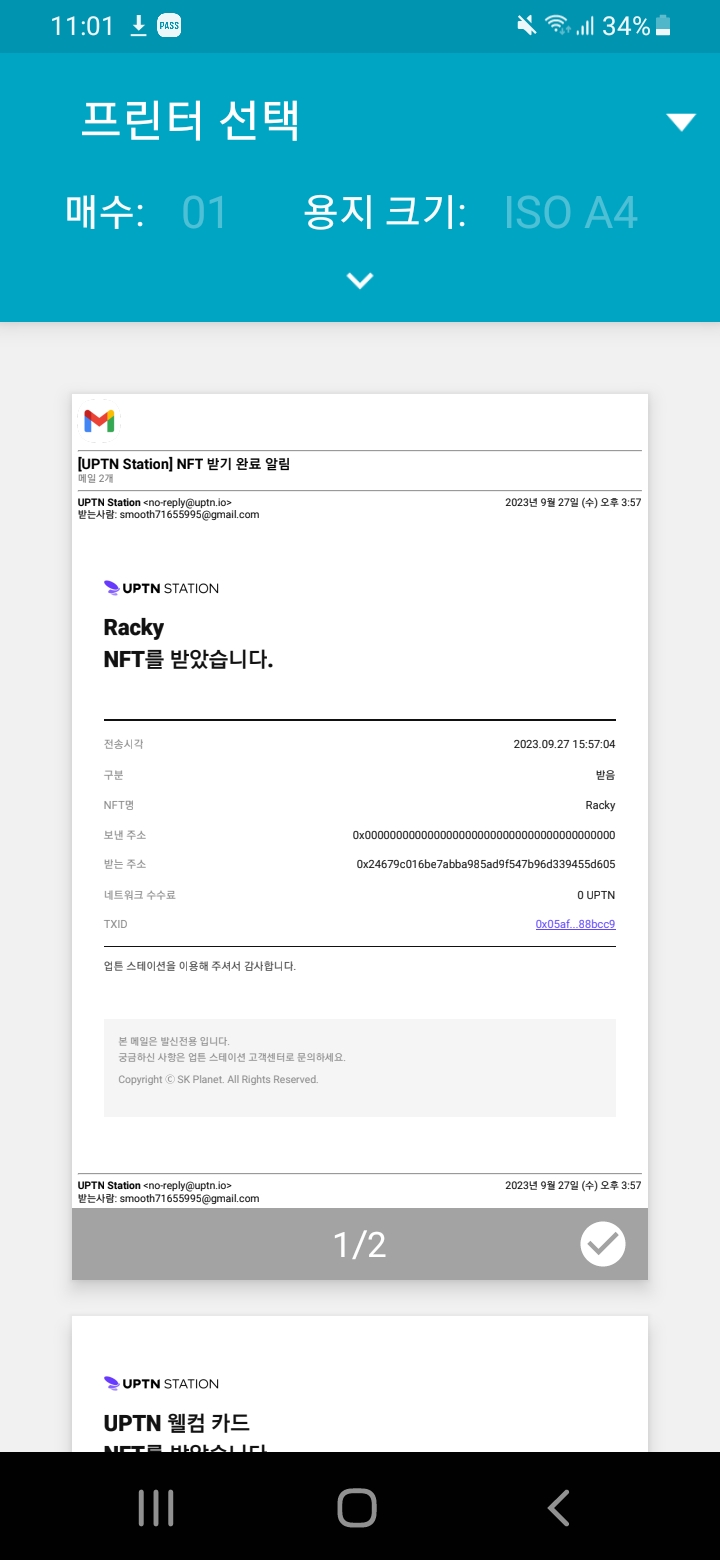 11:01
PASS
34%
프린터 선택
매수: 01 용지 크기: ISO A4
[UPTN Station] NFT 받기 완료 알림
메일 2개
UPTN Station <no-reply@uptn.io> 2023년 9월 27일 (수) 오후 3:57
받는사람: smooth71655995@gmail.com
UPTN STATION
Racky
NFT를 받았습니다.
전송시각 2023.09.27 15:57:04
구분 받음
NFT명 Racky
보낸 주소 0x0000000000000000000000000000000000000000
받는 주소 0x24679c016be7abba985ad9f547b96d339455d605
네트워크 수수료 0 UPTN
TXID 0x05af...88bcc9
업튼 스테이션을 이용해 주셔서 감사합니다.
본 메일은 발신전용 입니다.
궁금하신 사항은 업튼 스테이션 고객센터로 문의하세요.
Copyright ⓒ SK Planet. All Rights Reserved.
UPTN Station <no-reply@uptn.io> 2023년 9월 27일 (수) 오후 3:57
받는사람: smooth71655995@gmail.com
1/2
UPTN STATION
UPTN 웰컴 카드
NFT를 받았습니다